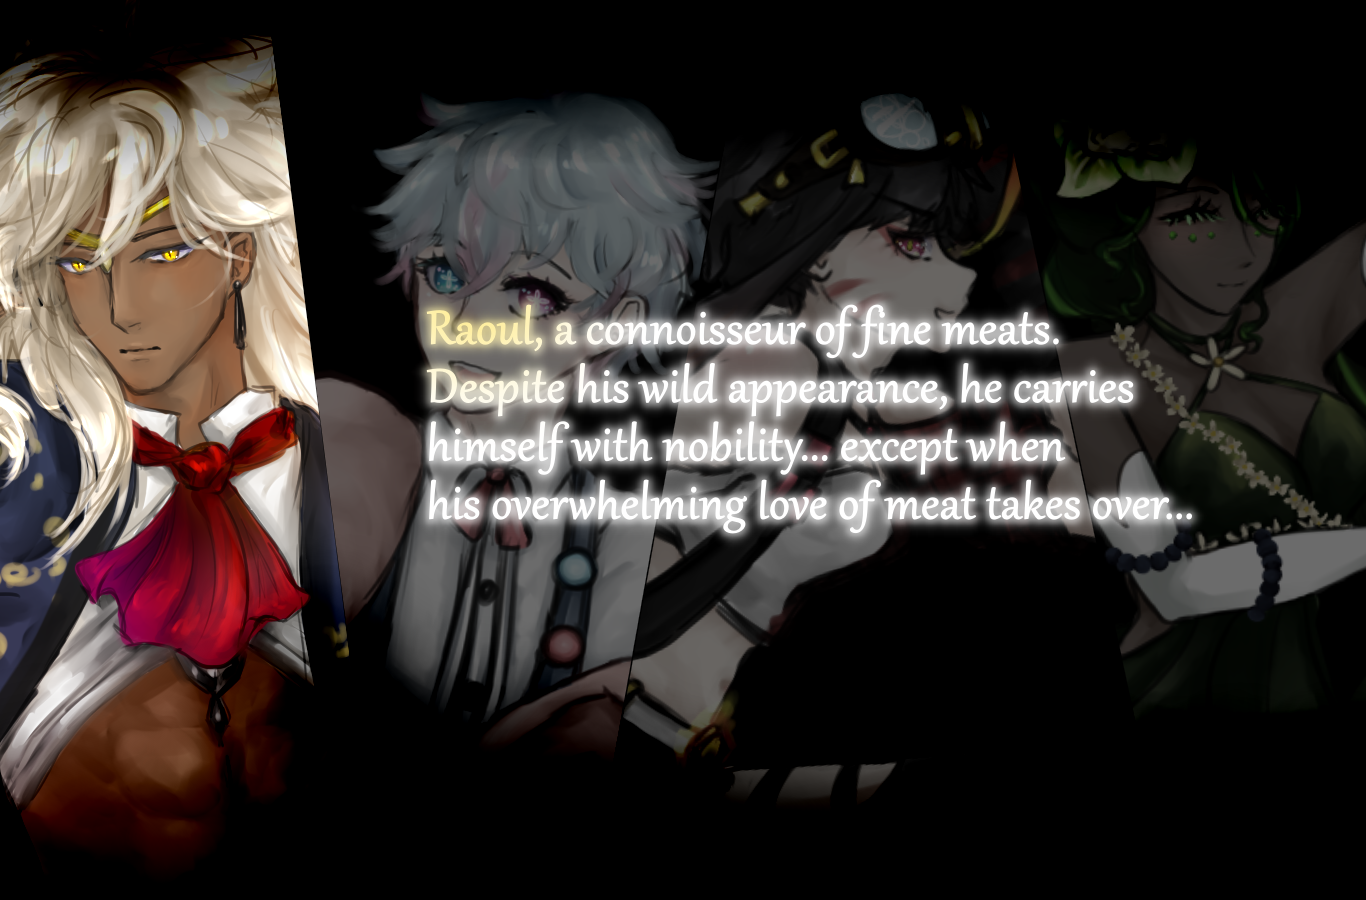 Raoul, a connoisseur of fine meats.
Despite his wild appearance, he carries
himself with nobility... except when
his overwhelming love of meat takes over...